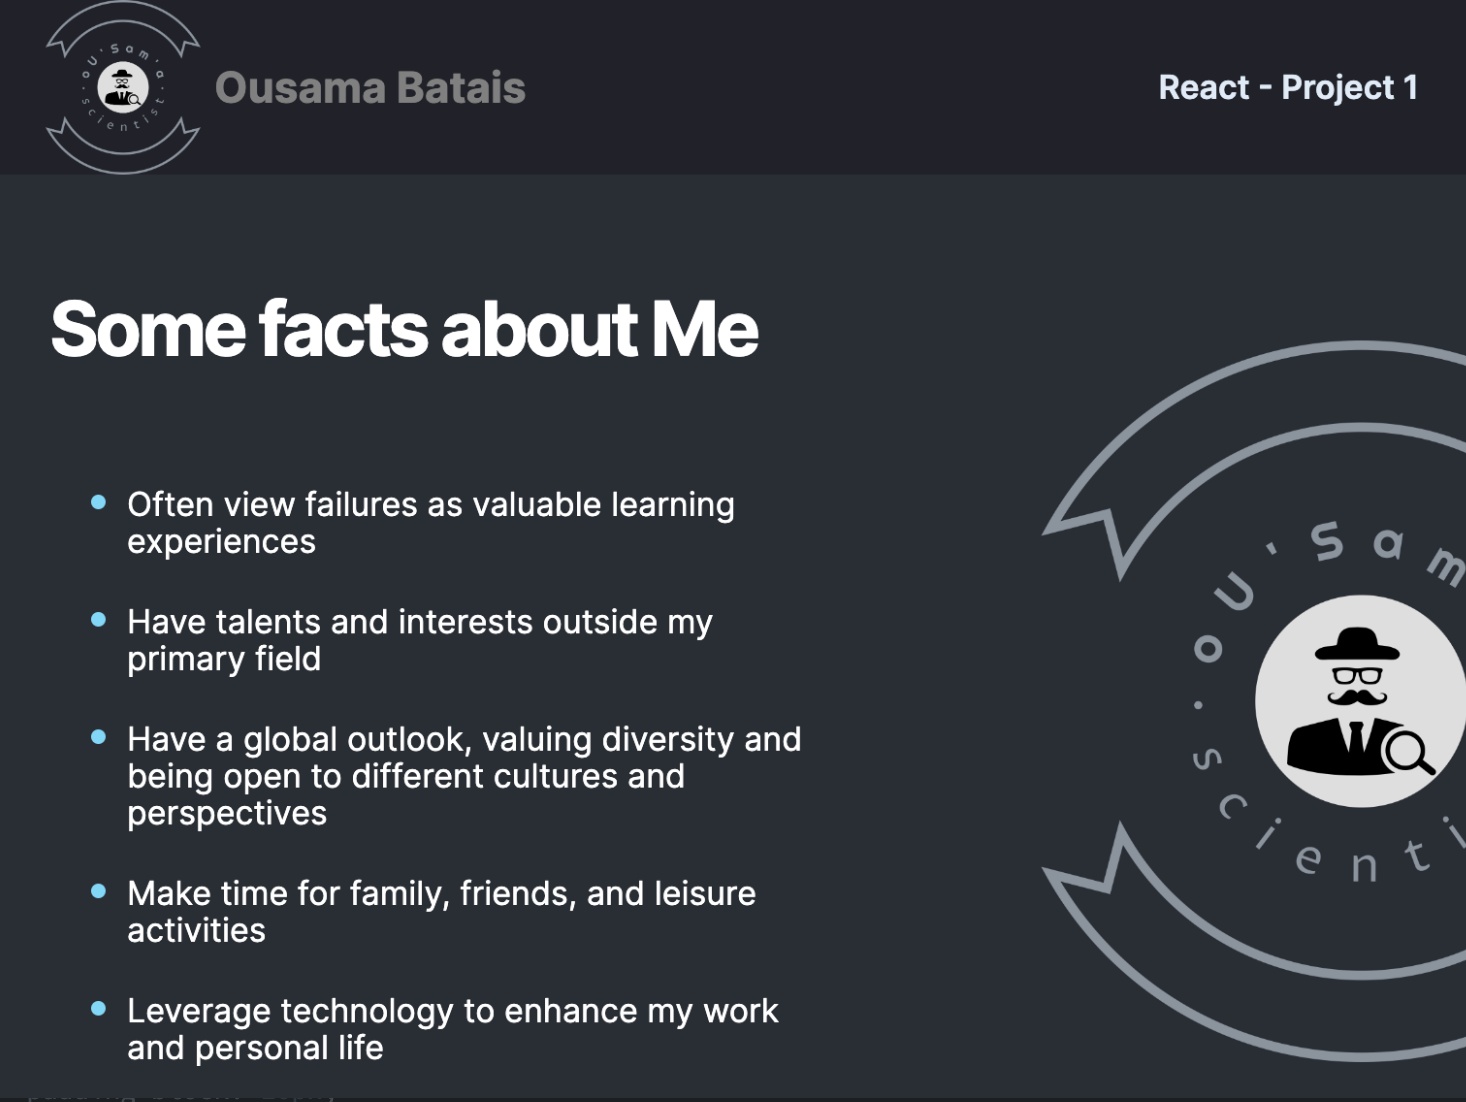 oU'Sam'a
· scientist ·
Ousama Batais
React - Project 1
Some facts about Me
Often view failures as valuable learning
experiences
Have talents and interests outside my
primary field
Have a global outlook, valuing diversity and
being open to different cultures and
perspectives
Make time for family, friends, and leisure
activities
Leverage technology to enhance my work
and personal life
oU'Sam
· scienti